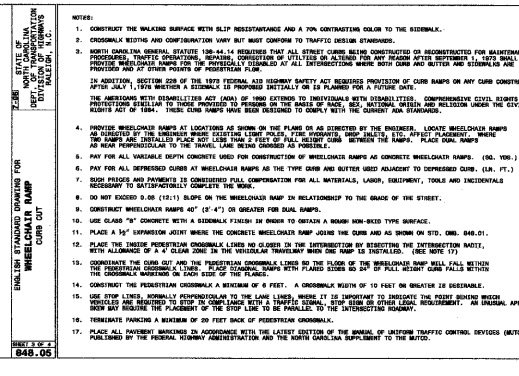 7-95
STATE OF
NORTH CAROLINA
DEPT. OF TRANSPORTATION
DIVISION OF HIGHWAYS
RALEIGH, N.C.
ENGLISH STANDARD DRAWING FOR
WHEELCHAIR RAMP
CURB CUT
SHEET 3 OF 4
848.05
NOTES:
1. CONSTRUCT THE WALKING SURFACE WITH SLIP RESISTANCE AND A 70% CONTRASTING COLOR TO THE SIDEWALK.
2. CROSSWALK WIDTHS AND CONFIGURATION VARY BUT MUST CONFORM TO TRAFFIC DESIGN STANDARDS.
3. NORTH CAROLINA GENERAL STATUTE 136-44.14 REQUIRES THAT ALL STREET CURBS BEING CONSTRUCTED OR RECONSTRUCTED FOR MAINTENAN
PROCEDURES, TRAFFIC OPERATIONS, REPAIRS, CORRECTION OF UTILITIES OR ALTERED FOR ANY REASON AFTER SEPTEMBER 1, 1973 SHALL
PROVIDE WHEELCHAIR RAMPS FOR THE PHYSICALLY DISABLED AT ALL INTERSECTIONS WHERE BOTH CURB AND GUTTER AND SIDEWALKS ARE
PROVIDED AND AT OTHER POINTS OF PEDESTRIAN FLOW.
IN ADDITION, SECTION 228 OF THE 1973 FEDERAL AID HIGHWAY SAFETY ACT REQUIRES PROVISION OF CURB RAMPS ON ANY CURB CONSTRU
AFTER JULY 1,1976 WHETHER A SIDEWALK IS PROPOSED INITIALLY OR IS PLANNED FOR A FUTURE DATE.
THE AMERICANS WITH DISABILITIES ACT (ADA) OF 1990 EXTENDS TO INDIVIDUALS WITH DISABILITIES, COMPREHENSIVE CIVIL RIGHTS
PROTECTIONS SIMILAR TO THOSE PROVIDED TO PERSONS ON THE BASIS OF RACE, SEX, NATIONAL ORIGIN AND RELIGION UNDER THE CIVI
RIGHTS ACT OF 1964. THESE CURB RAMPS HAVE BEEN DESIGNED TO COMPLY WITH THE CURRENT ADA STANDARDS.
4. PROVIDE WHEELCHAIR RAMPS AT LOCATIONS AS SHOWN ON THE PLANS OR AS DIRECTED BY THE ENGINEER. LOCATE WHEELCHAIR RAMPS
AS DIRECTED BY THE ENGINEER WHERE EXISTING LIGHT POLES, FIRE HYDRANTS, DROP INLETS, ETC. AFFECT PLACEMENT. WHERE
TWO RAMPS ARE INSTALLED PLACE NOT LESS THAN 2 FEET OF FULL HEIGHT CURB BETWEEN THE RAMPS. PLACE DUAL RAMPS
AS NEAR PERPENDICULAR TO THE TRAVEL LANE BEING CROSSED AS POSSIBLE.
5. PAY FOR ALL VARIABLE DEPTH CONCRETE USED FOR CONSTRUCTION OF WHEELCHAIR RAMPS AS CONCRETE WHEELCHAIR RAMPS. (SQ. YDS.)
6. PAY FOR ALL DEPRESSED CURBS AT WHEELCHAIR RAMPS AS THE TYPE CURB AND GUTTER USED ADJACENT TO DEPRESSED CURB. (LN. FT.)
7. SUCH PRICES AND PAYMENTS IS CONSIDERED FULL COMPENSATION FOR ALL MATERIALS, LABOR, EQUIPMENT, TOOLS AND INCIDENTALS
NECESSARY TO SATISFACTORILY COMPLETE THE WORK.
8. DO NOT EXCEED 0.08 (12:1) SLOPE ON THE WHEELCHAIR RAMP IN RELATIONSHIP TO THE GRADE OF THE STREET.
9. CONSTRUCT WHEELCHAIR RAMPS 40" (3'-4") OR GREATER FOR DUAL RAMPS.
10. USE CLASS "B" CONCRETE WITH A SIDEWALK FINISH IN ORDER TO OBTAIN A ROUGH NON-SKID TYPE SURFACE.
11. PLACE A ½" EXPANSION JOINT WHERE THE CONCRETE WHEELCHAIR RAMP JOINS THE CURB AND AS SHOWN ON STD. DWG. 848.01.
12. PLACE THE INSIDE PEDESTRIAN CROSSWALK LINES NO CLOSER IN THE INTERSECTION BY BISECTING THE INTERSECTION RADII,
WITH ALLOWANCE OF A 4' CLEAR ZONE IN THE VEHICULAR TRAVELWAY WHEN ONE RAMP IS INSTALLED. (SEE NOTE 17)
13. COORDINATE THE CURB CUT AND THE PEDESTRIAN CROSSWALK LINES SO THE FLOOR OF THE WHEELCHAIR RAMP WELL FALL WITHIN
THE PEDESTRIAN CROSSWALK LINES. PLACE DIAGONAL RAMPS WITH FLARED SIDES SO 24" OF FULL HEIGHT CURB FALLS WITHIN
THE CROSSWALK MARKINGS ON EACH SIDE OF THE FLARES.
14. CONSTRUCT THE PEDESTRIAN CROSSWALK A MINIMUM OF 6 FEET. A CROSSWALK WIDTH OF 10 FEET OR GREATER IS DESIRABLE.
15. USE STOP LINES, NORMALLY PERPENDICULAR TO THE LANE LINES, WHERE IT IS IMPORTANT TO INDICATE THE POINT BEHIND WHICH
VEHICLES ARE REQUIRED TO STOP IN COMPLIANCE WITH A TRAFFIC SIGNAL, STOP SIGN OR OTHER LEGAL REQUIREMENT. AN UNUSUAL APP
SKEW MAY REQUIRE THE PLACEMENT OF THE STOP LINE TO BE PARALLEL TO THE INTERSECTING ROADWAY.
16. TERMINATE PARKING A MINIMUM OF 20 FEET BACK OF PEDESTRIAN CROSSWALK.
17. PLACE ALL PAVEMENT MARKINGS IN ACCORDANCE WITH THE LATEST EDITION OF THE MANUAL OF UNIFORM TRAFFIC CONTROL DEVICES (MUTC
PUBLISHED BY THE FEDERAL HIGHWAY ADMINISTRATION AND THE NORTH CAROLINA SUPPLEMENT TO THE MUTCD.